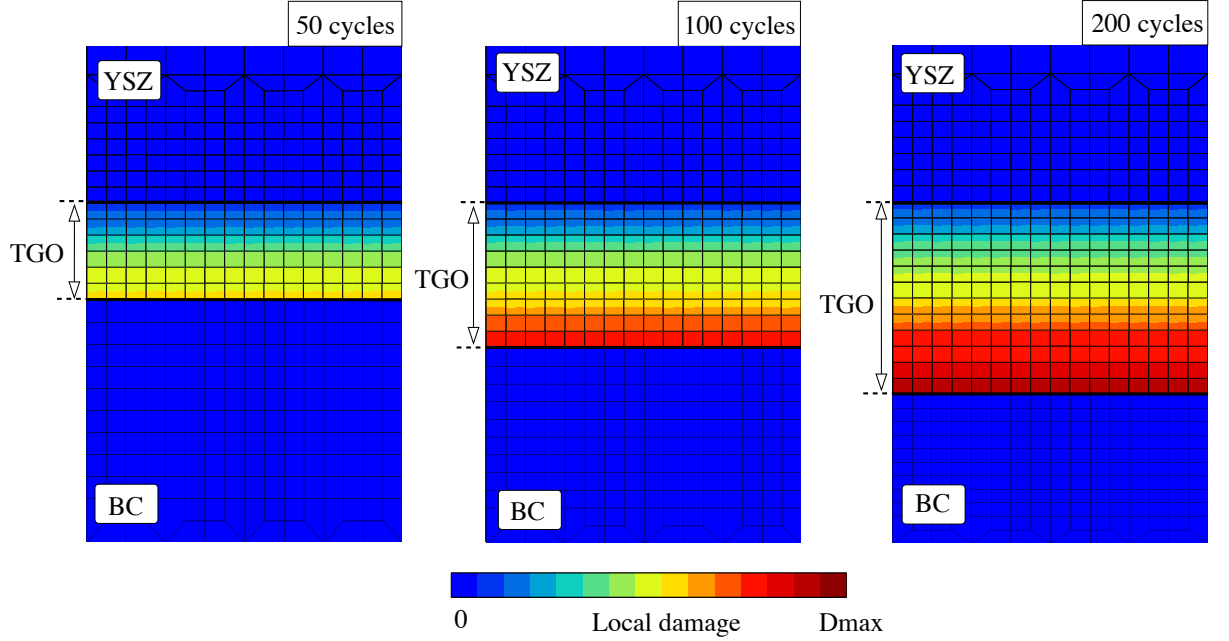 50 cycles
100 cycles
200 cycles
YSZ
YSZ
YSZ
TGO
TGO
TGO
BC
BC
BC
0
Local damage
Dmax